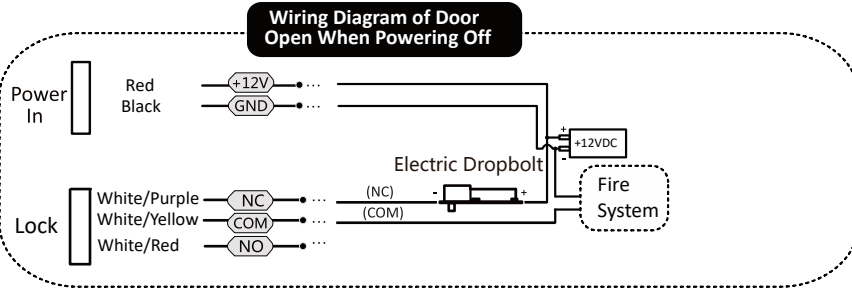 Wiring Diagram of Door
Open When Powering Off
Power
In
Red
+12V
...
Black
GND
...
+
+12VDC
-
Electric Dropbolt
Fire
System
Lock
White/Purple
NC
...
(NC)
-
+
White/Yellow
COM
...
(COM)
White/Red
NO
...